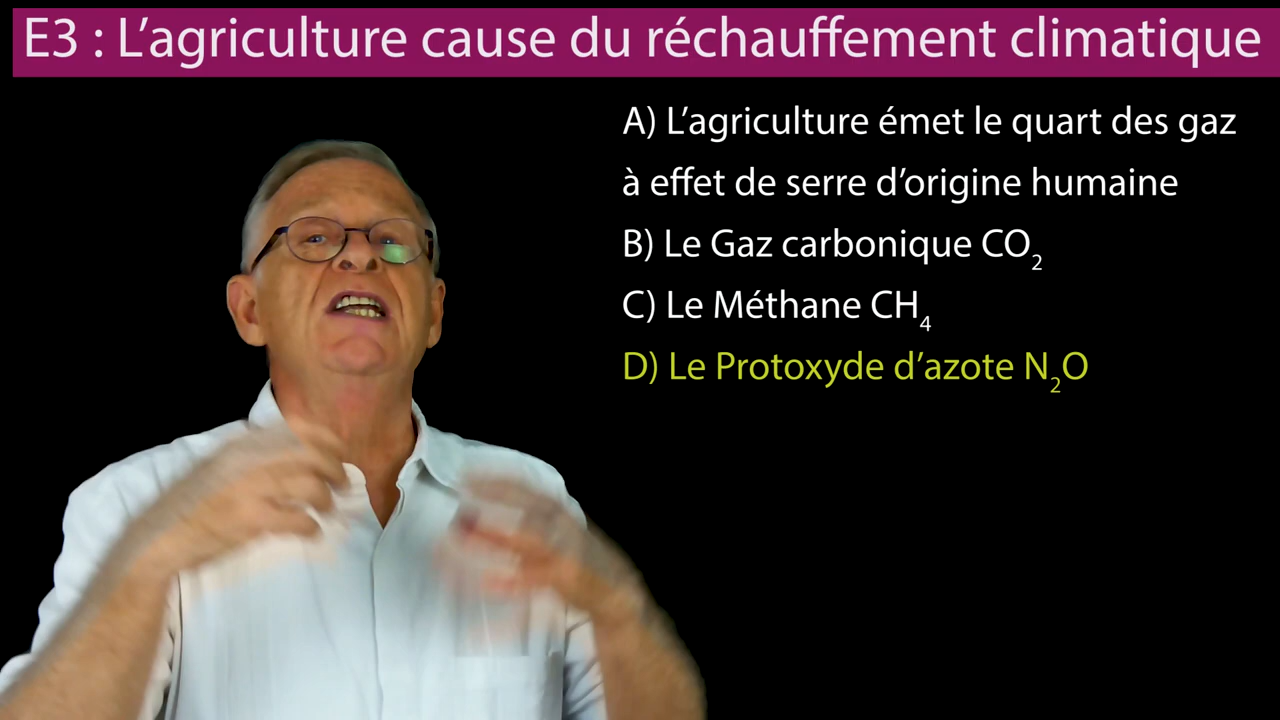 E3 : L’agriculture cause du réchauffement climatique
A) L’agriculture émet le quart des gaz
à effet de serre d’origine humaine
B) Le Gaz carbonique CO₂
C) Le Méthane CH₄
D) Le Protoxyde d’azote N₂O